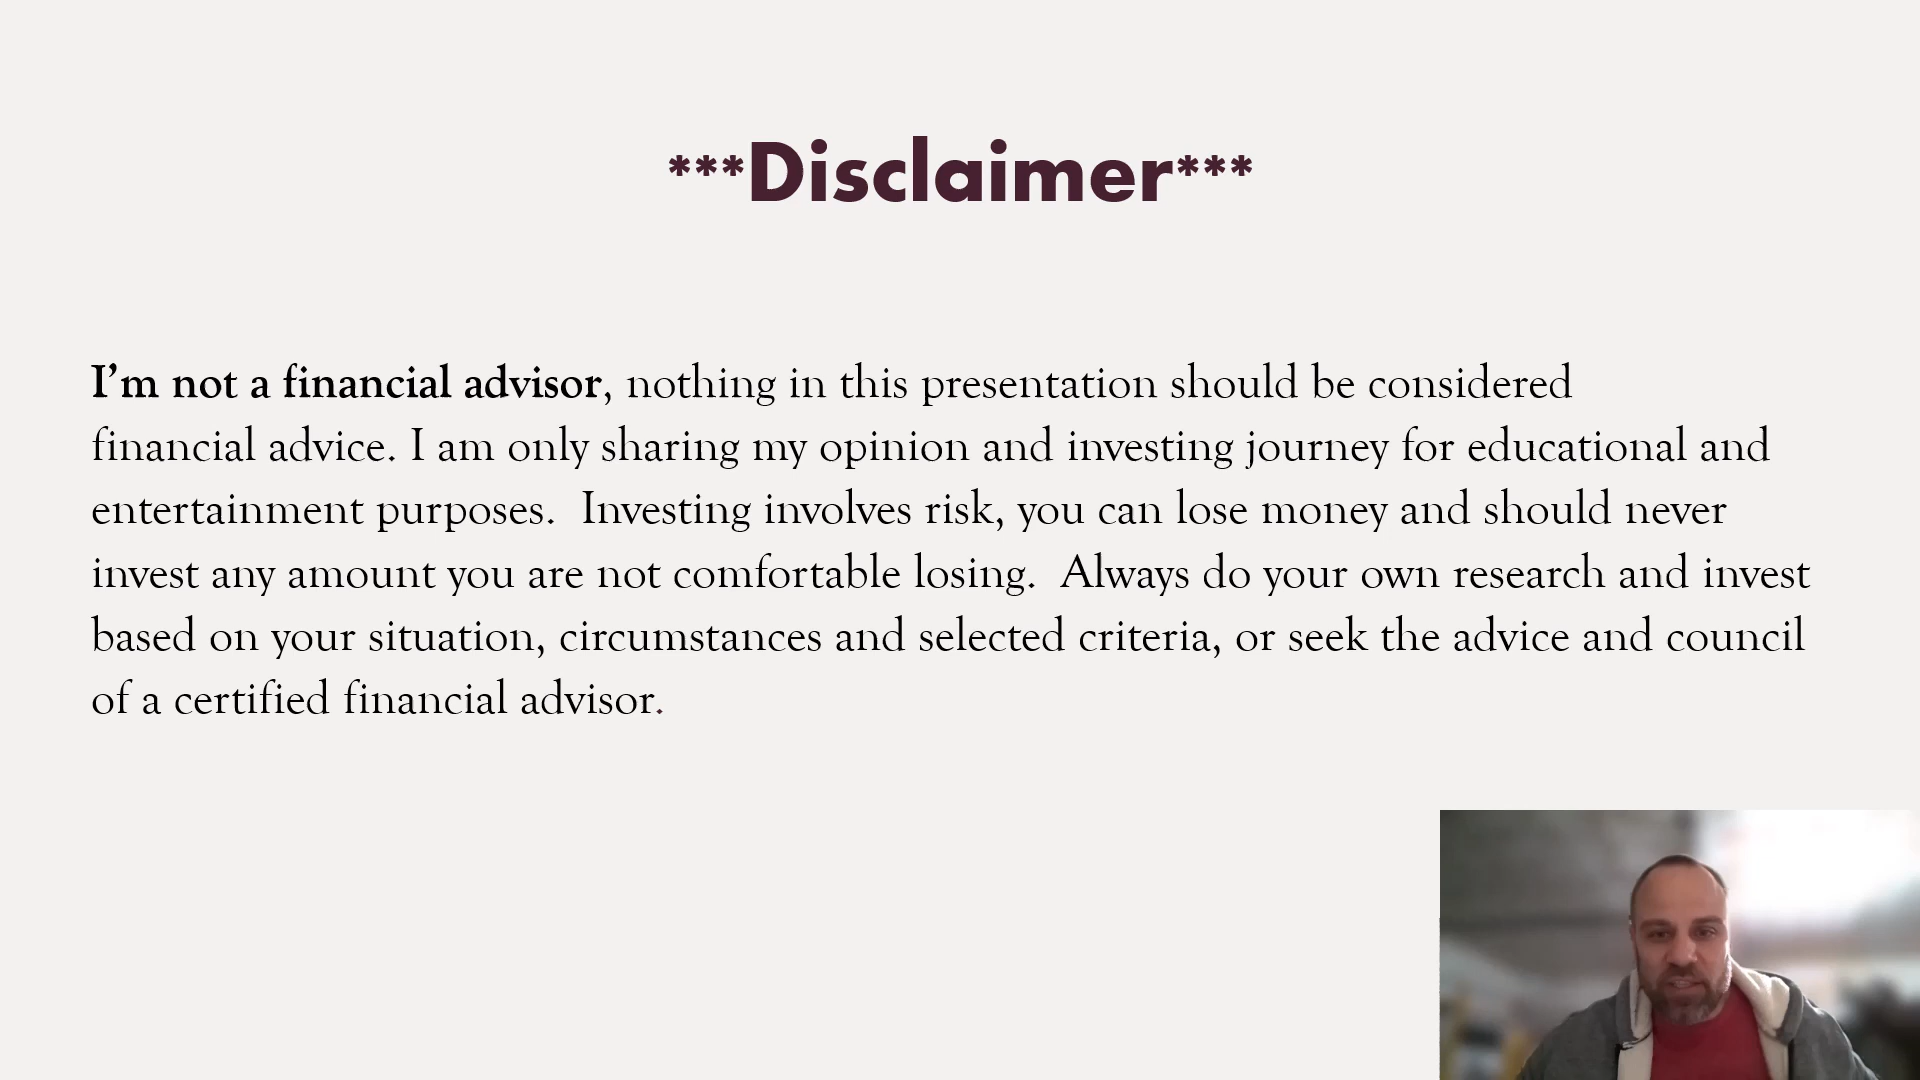 ***Disclaimer***
I’m not a financial advisor, nothing in this presentation should be considered
financial advice. I am only sharing my opinion and investing journey for educational and
entertainment purposes.  Investing involves risk, you can lose money and should never
invest any amount you are not comfortable losing.  Always do your own research and invest
based on your situation, circumstances and selected criteria, or seek the advice and council
of a certified financial advisor.